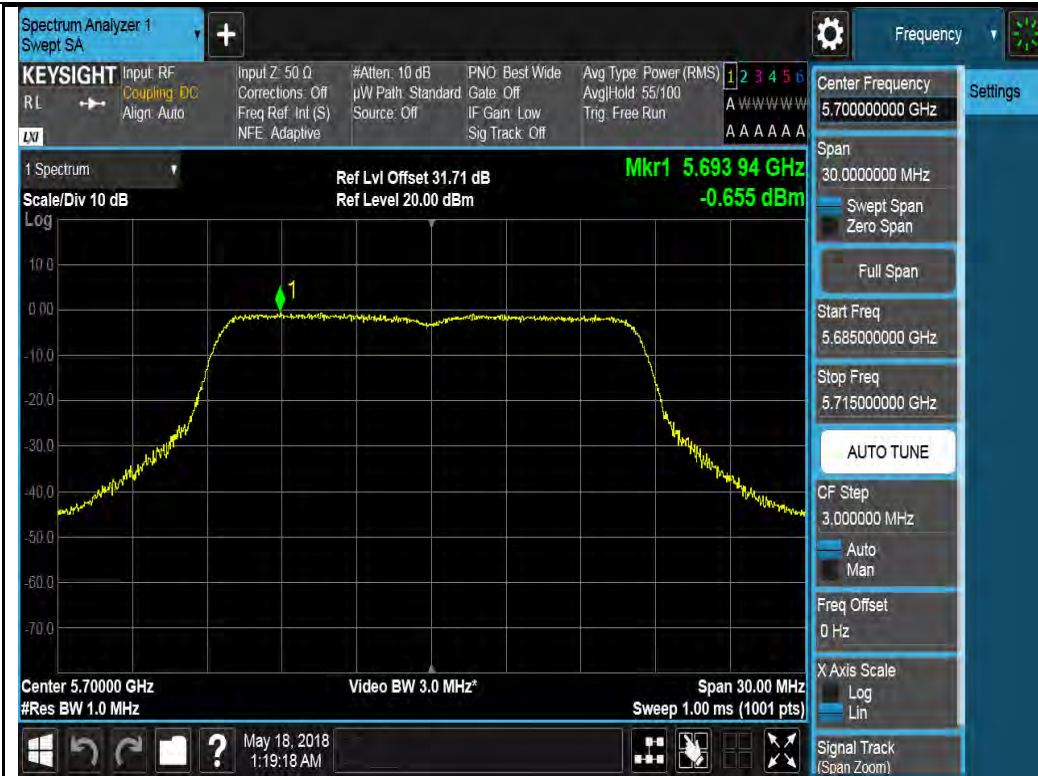 Spectrum Analyzer 1
Swept SA
+
Frequency
KEYSIGHT
RL
LXI
Input: RF
Coupling: DC
Align: Auto
Input Z: 50 Ω
Corrections: Off
Freq Ref: Int (S)
NFE: Adaptive
#Atten: 10 dB
µW Path: Standard
Source: Off
PNO: Best Wide
Gate: Off
IF Gain: Low
Sig Track: Off
Avg Type: Power (RMS)
Avg|Hold: 55/100
Trig: Free Run
1 2 3 4 5 6
A W W W W W
A A A A A A
1 Spectrum
Scale/Div 10 dB
Log
Ref Lvl Offset 31.71 dB
Ref Level 20.00 dBm
Mkr1 5.693 94 GHz
-0.655 dBm
10.0
0.00
-10.0
-20.0
-30.0
-40.0
-50.0
-60.0
-70.0
1
Center 5.70000 GHz
#Res BW 1.0 MHz
Video BW 3.0 MHz*
Span 30.00 MHz
Sweep 1.00 ms (1001 pts)
?
May 18, 2018
1:19:18 AM
Center Frequency
5.700000000 GHz
Span
30.0000000 MHz
Swept Span
Zero Span
Full Span
Start Freq
5.685000000 GHz
Stop Freq
5.715000000 GHz
AUTO TUNE
CF Step
3.000000 MHz
Auto
Man
Freq Offset
0 Hz
X Axis Scale
Log
Lin
Signal Track
(Span Zoom)
Settings